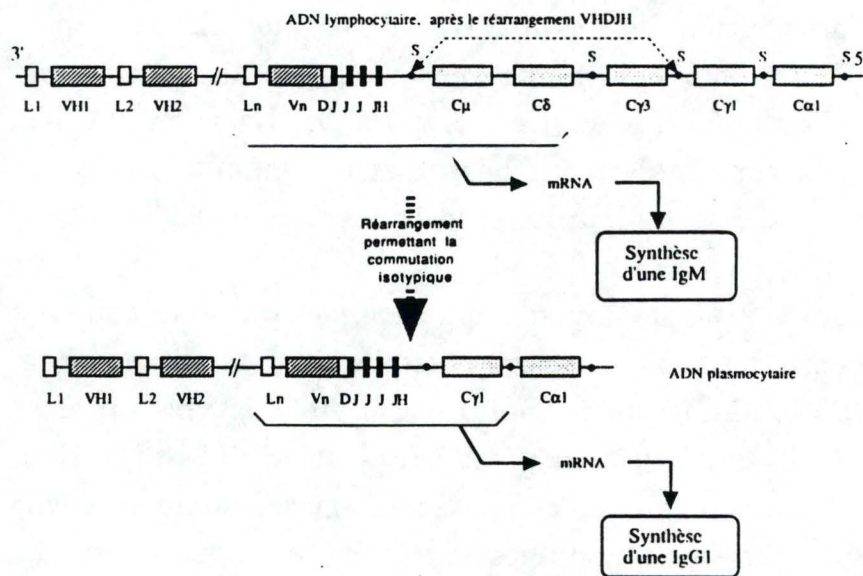 ADN lymphocytaire, après le réarrangement VHDJH
3' S S S S S 5
L1 VH1 L2 VH2 Ln Vn D J J J JH Cμ Cδ Cγ3 Cγ1 Cα1
mRNA
Réarrangement
permettant la
commutation
isotypique
Synthèse
d'une IgM
ADN plasmocytaire
L1 VH1 L2 VH2 Ln Vn D J J J JH Cγ1 Cα1
mRNA
Synthèse
d'une IgG1